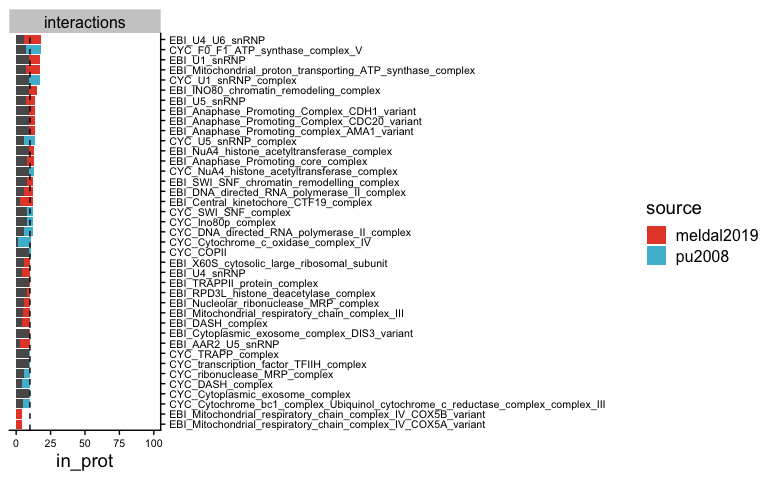 interactions
EBI_U4_U6_snRNP
CYC_F0_F1_ATP_synthase_complex_V
EBI_U1_snRNP
EBI_Mitochondrial_proton_transporting_ATP_synthase_complex
CYC_U1_snRNP_complex
EBI_INO80_chromatin_remodeling_complex
EBI_U5_snRNP
EBI_Anaphase_Promoting_Complex_CDH1_variant
EBI_Anaphase_Promoting_Complex_CDC20_variant
EBI_Anaphase_Promoting_complex_AMA1_variant
CYC_U5_snRNP_complex
EBI_NuA4_histone_acetyltransferase_complex
EBI_Anaphase_Promoting_core_complex
CYC_NuA4_histone_acetyltransferase_complex
EBI_SWI_SNF_chromatin_remodelling_complex
EBI_DNA_directed_RNA_polymerase_II_complex
EBI_Central_kinetochore_CTF19_complex
CYC_SWI_SNF_complex
CYC_Ino80p_complex
CYC_DNA_directed_RNA_polymerase_II_complex
CYC_Cytochrome_c_oxidase_complex_IV
CYC_COPII
EBI_X60S_cytosolic_large_ribosomal_subunit
EBI_U4_snRNP
EBI_TRAPPII_protein_complex
EBI_RPD3L_histone_deacetylase_complex
EBI_Nucleolar_ribonuclease_MRP_complex
EBI_Mitochondrial_respiratory_chain_complex_III
EBI_DASH_complex
EBI_Cytoplasmic_exosome_complex_DIS3_variant
EBI_AAR2_U5_snRNP
CYC_TRAPP_complex
CYC_transcription_factor_TFIIH_complex
CYC_ribonuclease_MRP_complex
CYC_DASH_complex
CYC_Cytoplasmic_exosome_complex
CYC_Cytochrome_bc1_complex_Ubiquinol_cytochrome_c_reductase_complex_complex_III
EBI_Mitochondrial_respiratory_chain_complex_IV_COX5B_variant
EBI_Mitochondrial_respiratory_chain_complex_IV_COX5A_variant
0 25 50 75 100
in_prot
source
meldal2019
pu2008